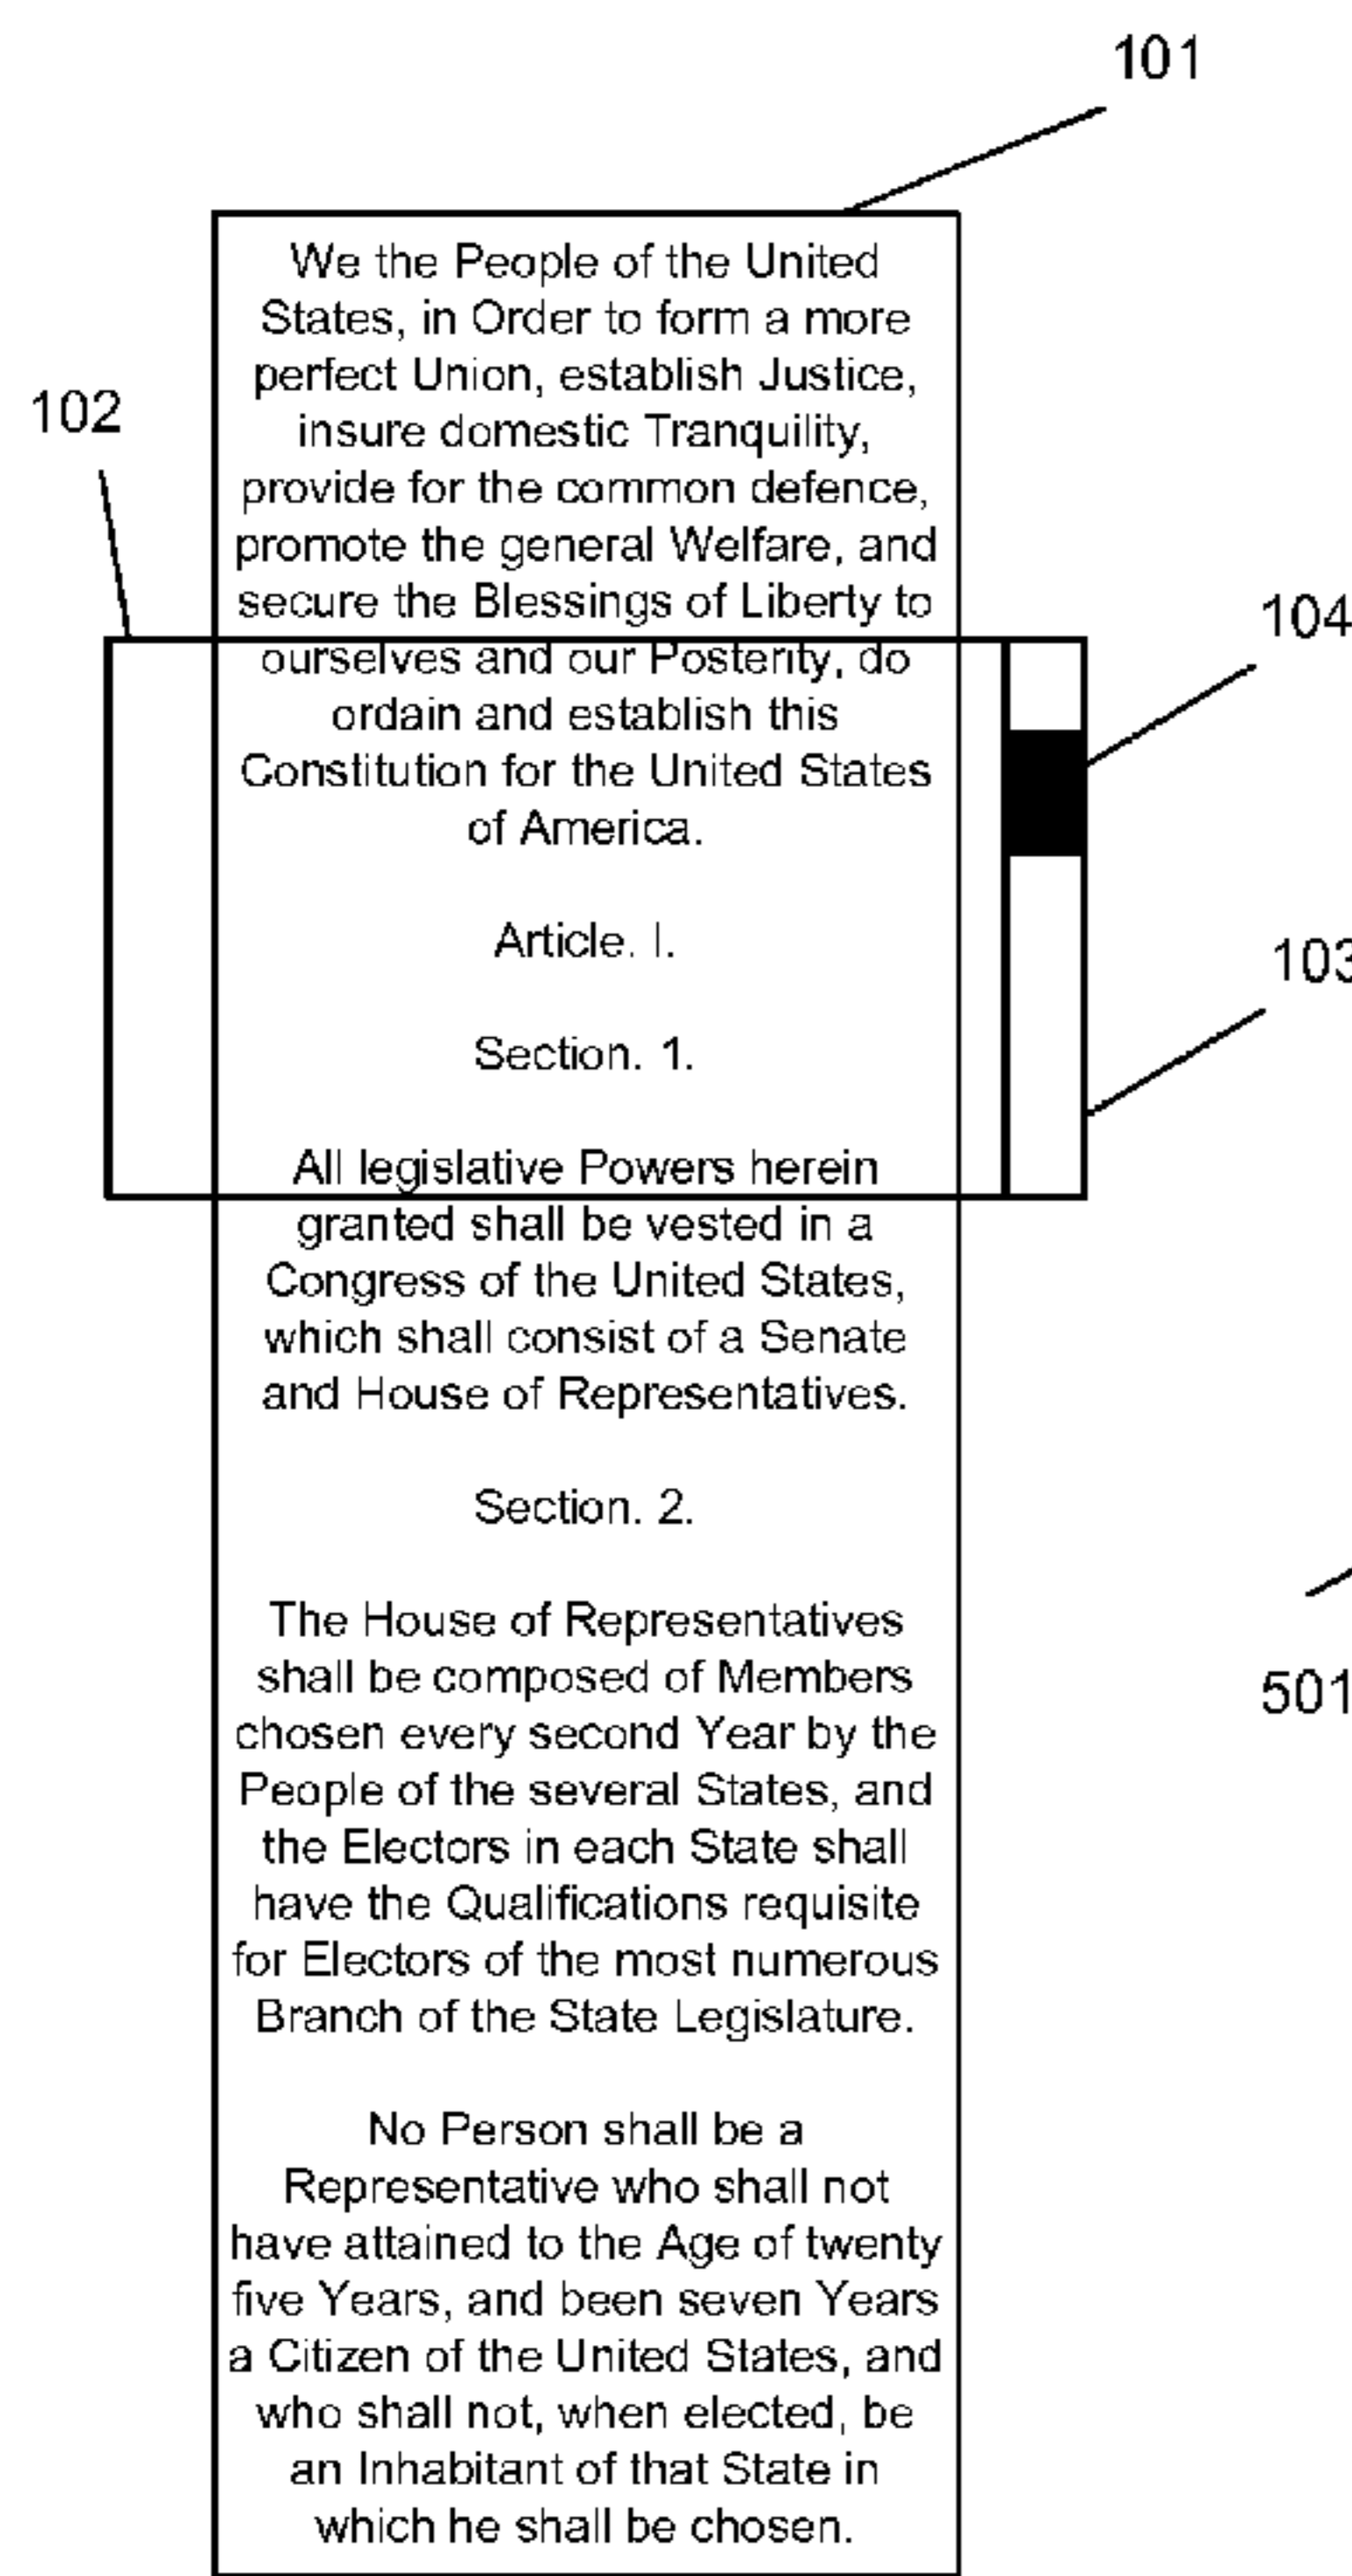 101
We the People of the United
States, in Order to form a more
perfect Union, establish Justice,
102
insure domestic Tranquility,
provide for the common defence,
promote the general Welfare, and
secure the Blessings of Liberty to
104
ourselves and our Posterity, do
ordain and establish this
Constitution for the United States
of America.
Article. I.
103
Section. 1.
All legislative Powers herein
granted shall be vested in a
Congress of the United States,
which shall consist of a Senate
and House of Representatives.
Section. 2.
The House of Representatives
shall be composed of Members
501
chosen every second Year by the
People of the several States, and
the Electors in each State shall
have the Qualifications requisite
for Electors of the most numerous
Branch of the State Legislature.
No Person shall be a
Representative who shall not
have attained to the Age of twenty
five Years, and been seven Years
a Citizen of the United States, and
who shall not, when elected, be
an Inhabitant of that State in
which he shall be chosen.